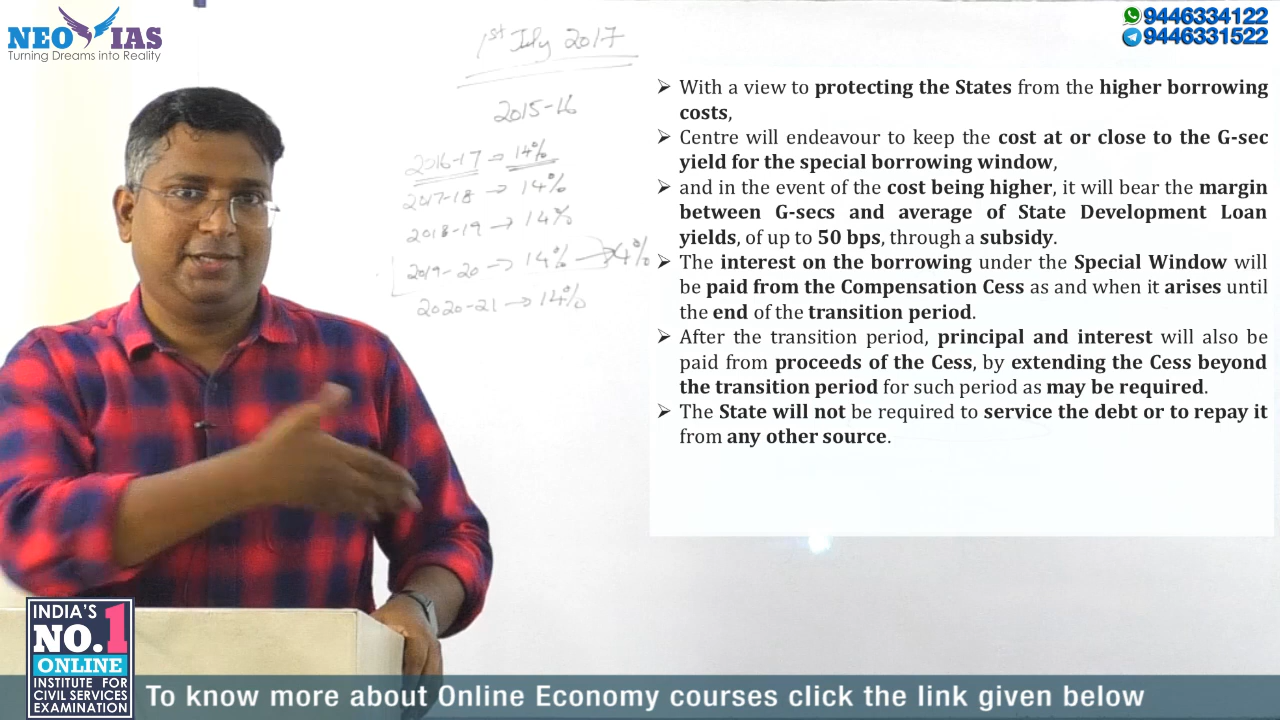 NEO IAS
Turning Dreams into Reality
9446334122
9446331522
1st July 2017
2015-16
2016-17 → 14%
2017-18 → 14%
2018-19 → 14%
2019-20 → 14% → 4%
2020-21 → 14%
➢ With a view to protecting the States from the higher borrowing
costs,
➢ Centre will endeavour to keep the cost at or close to the G-sec
yield for the special borrowing window,
➢ and in the event of the cost being higher, it will bear the margin
between G-secs and average of State Development Loan
yields, of up to 50 bps, through a subsidy.
➢ The interest on the borrowing under the Special Window will
be paid from the Compensation Cess as and when it arises until
the end of the transition period.
➢ After the transition period, principal and interest will also be
paid from proceeds of the Cess, by extending the Cess beyond
the transition period for such period as may be required.
➢ The State will not be required to service the debt or to repay it
from any other source.
INDIA'S
NO.1
ONLINE
INSTITUTE FOR
CIVIL SERVICES
EXAMINATION
To know more about Online Economy courses click the link given below